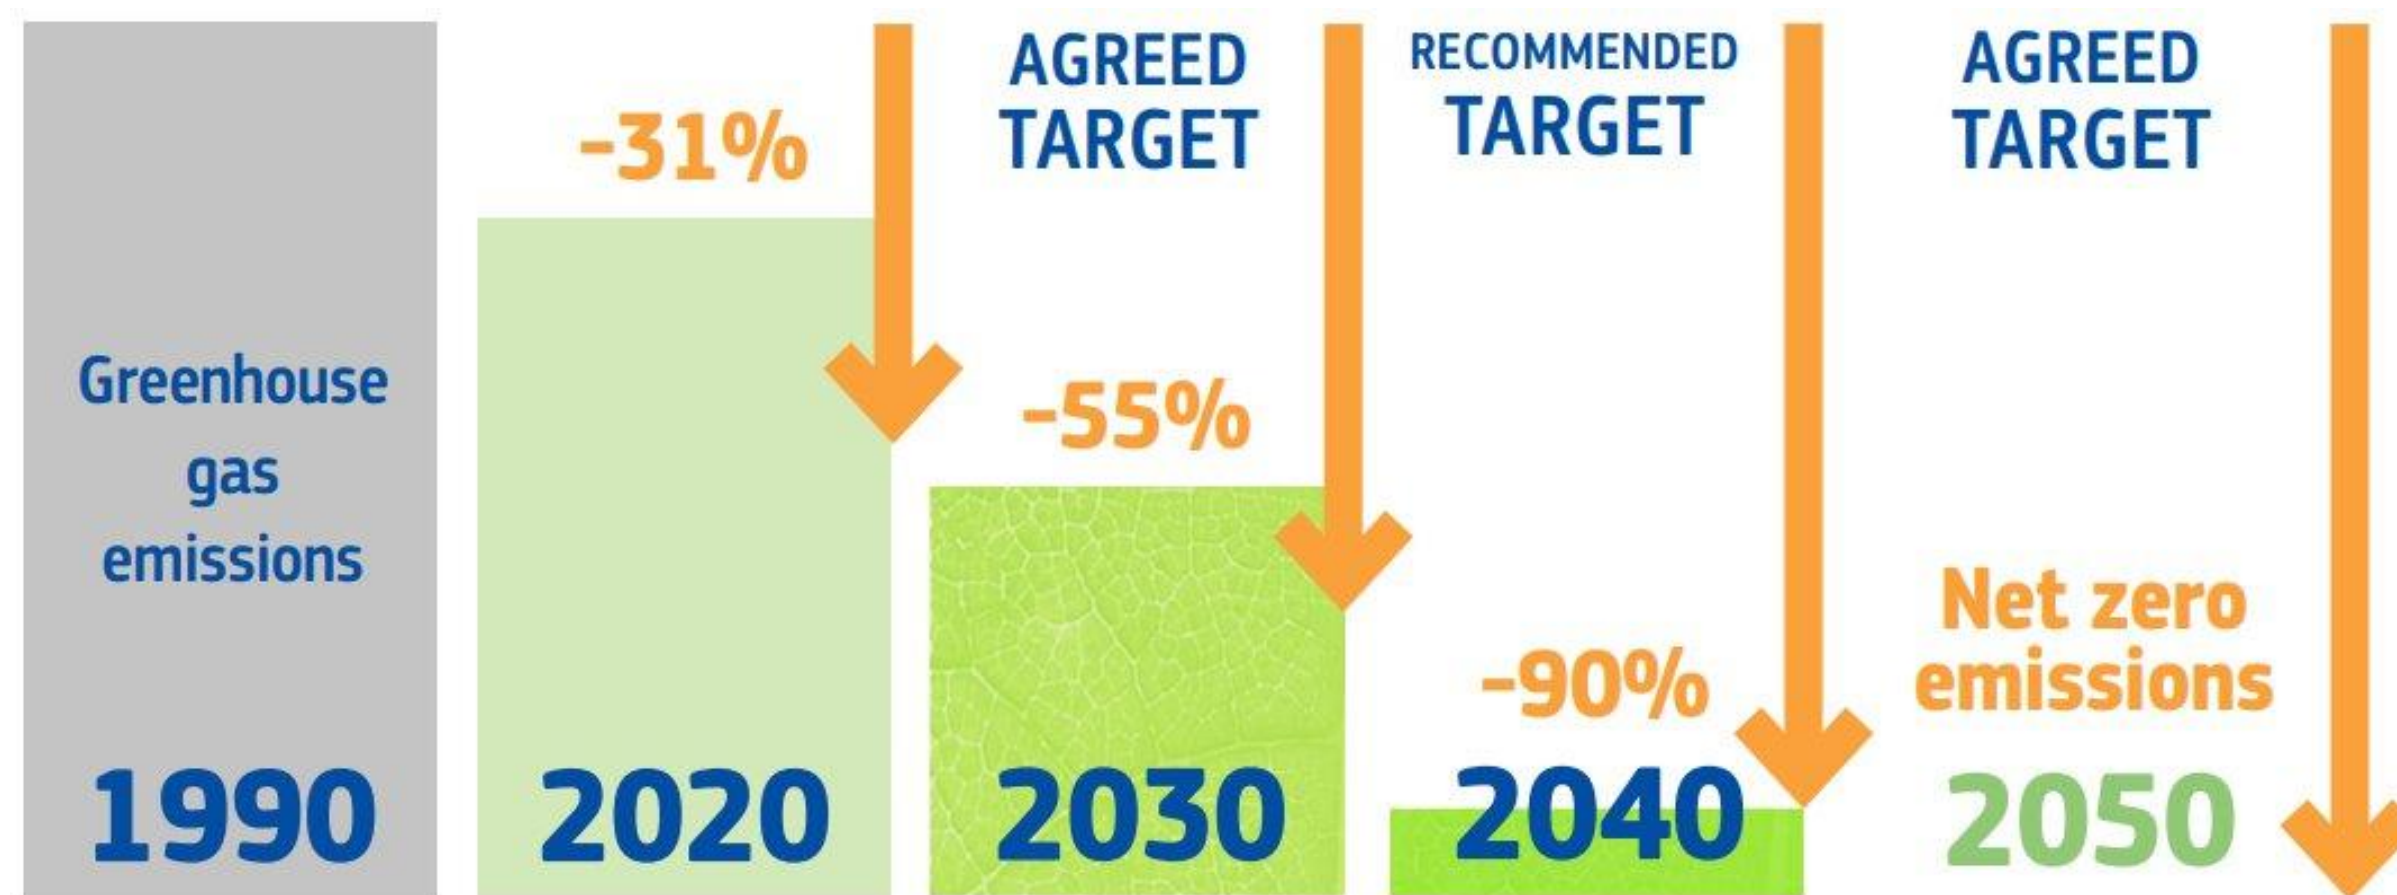 Greenhouse
gas
emissions
1990
-31%
2020
AGREED
TARGET
-55%
2030
RECOMMENDED
TARGET
-90%
2040
AGREED
TARGET
Net zero
emissions
2050